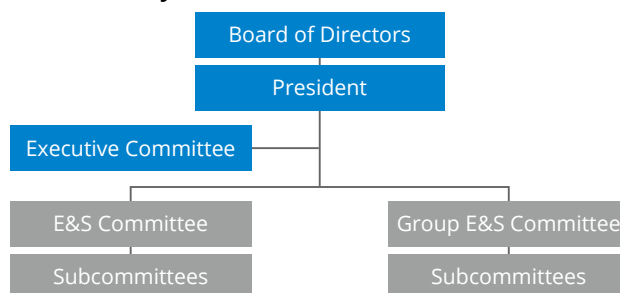 Board of Directors
President
Executive Committee
E&S Committee
Group E&S Committee
Subcommittees
Subcommittees